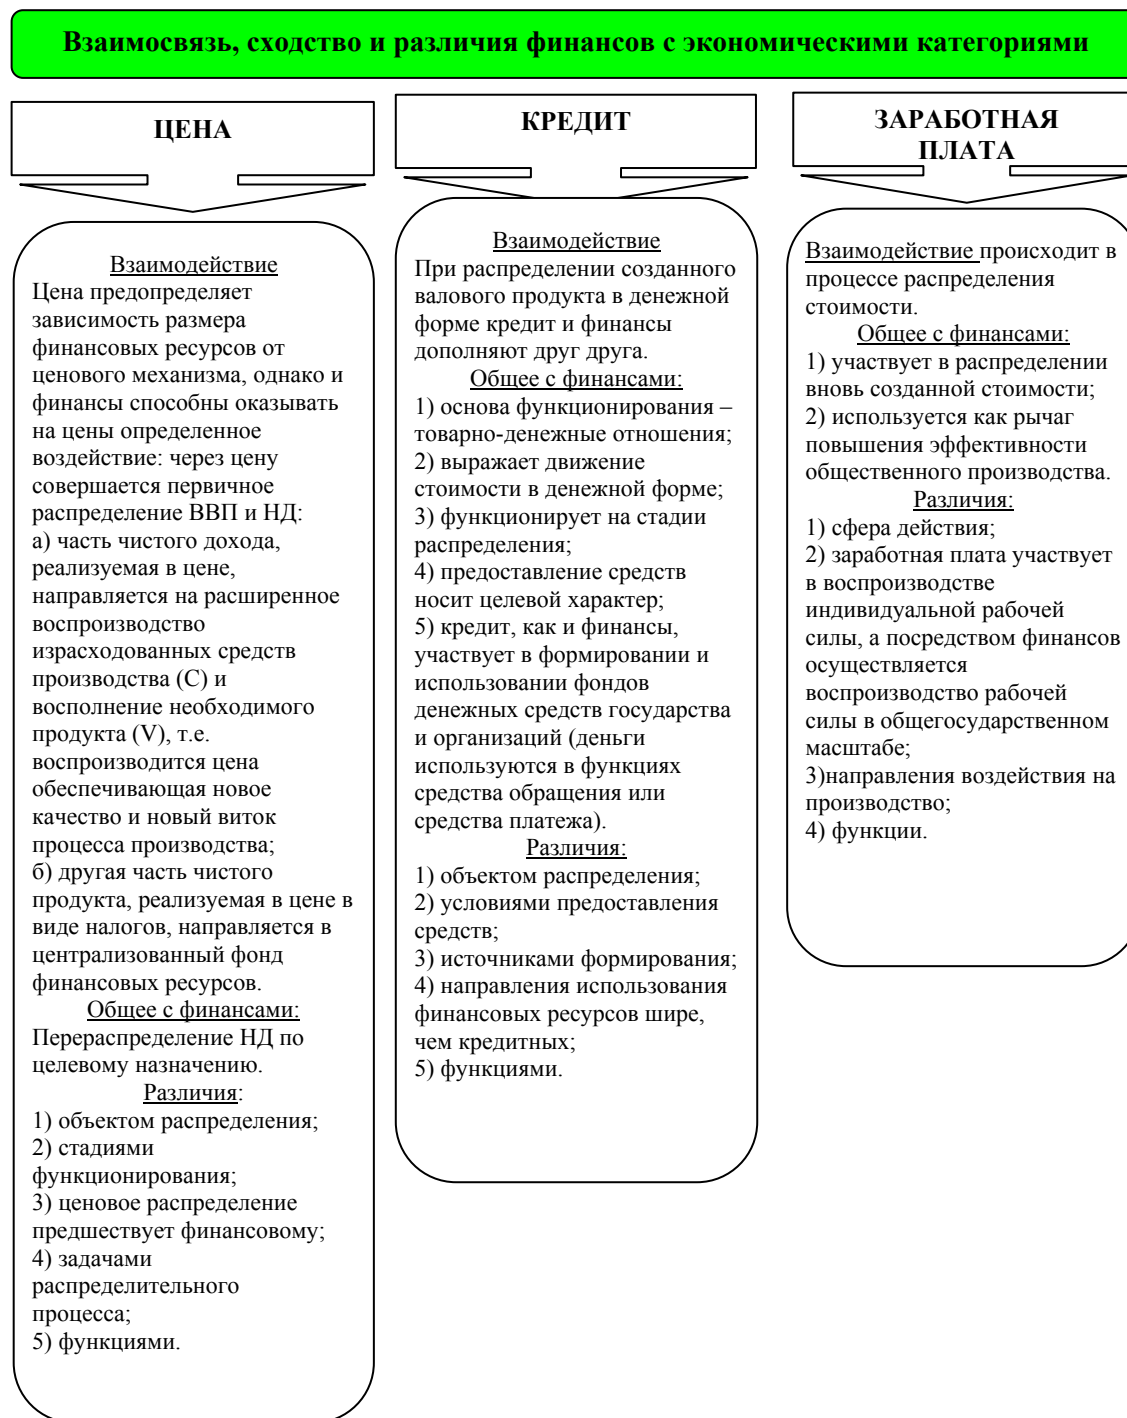 Взаимосвязь, сходство и различия финансов с экономическими категориями
ЦЕНА
Взаимодействие
Цена предопределяет
зависимость размера
финансовых ресурсов от
ценового механизма, однако и
финансы способны оказывать
на цены определенное
воздействие: через цену
совершается первичное
распределение ВВП и НД:
а) часть чистого дохода,
реализуемая в цене,
направляется на расширенное
воспроизводство
израсходованных средств
производства (С) и
восполнение необходимого
продукта (V), т.е.
воспроизводится цена
обеспечивающая новое
качество и новый виток
процесса производства;
б) другая часть чистого
продукта, реализуемая в цене в
виде налогов, направляется в
централизованный фонд
финансовых ресурсов.
Общее с финансами:
Перераспределение НД по
целевому назначению.
Различия:
1) объектом распределения;
2) стадиями
функционирования;
3) ценовое распределение
предшествует финансовому;
4) задачами
распределительного
процесса;
5) функциями.
КРЕДИТ
Взаимодействие
При распределении созданного
валового продукта в денежной
форме кредит и финансы
дополняют друг друга.
Общее с финансами:
1) основа функционирования –
товарно-денежные отношения;
2) выражает движение
стоимости в денежной форме;
3) функционирует на стадии
распределения;
4) предоставление средств
носит целевой характер;
5) кредит, как и финансы,
участвует в формировании и
использовании фондов
денежных средств государства
и организаций (деньги
используются в функциях
средства обращения или
средства платежа).
Различия:
1) объектом распределения;
2) условиями предоставления
средств;
3) источниками формирования;
4) направления использования
финансовых ресурсов шире,
чем кредитных;
5) функциями.
ЗАРАБОТНАЯ
ПЛАТА
Взаимодействие происходит в
процессе распределения
стоимости.
Общее с финансами:
1) участвует в распределении
вновь созданной стоимости;
2) используется как рычаг
повышения эффективности
общественного производства.
Различия:
1) сфера действия;
2) заработная плата участвует
в воспроизводстве
индивидуальной рабочей
силы, а посредством финансов
осуществляется
воспроизводство рабочей
силы в общегосударственном
масштабе;
3)направления воздействия на
производство;
4) функции.